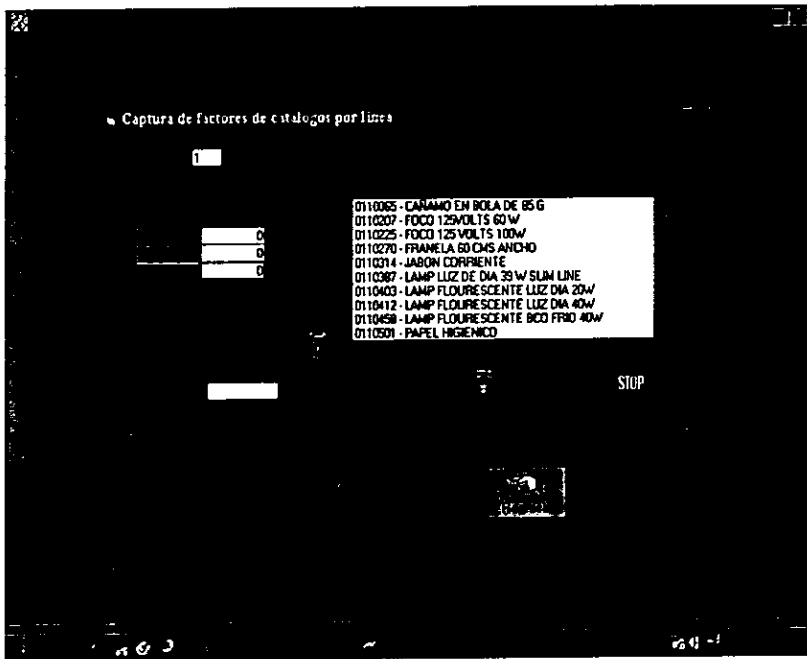 Captura de factores de catalogos por linea
1
0110065 - CAÑAMO EN BOLA DE 85 G
0110207 - FOCO 125VOLTS 60 W
0110225 - FOCO 125 VOLTS 100W
0110270 - FRANELA 60 CMS ANCHO
0110314 - JABON CORRIENTE
0110387 - LAMP LUZ DE DIA 39 W SLIM LINE
0110403 - LAMP FLOURESCENTE LUZ DIA 20W
0110412 - LAMP FLOURESCENTE LUZ DIA 40W
0110458 - LAMP FLOURESCENTE BCO FRIO 40W
0110501 - PAPEL HIGIENICO
0
0
0
STOP